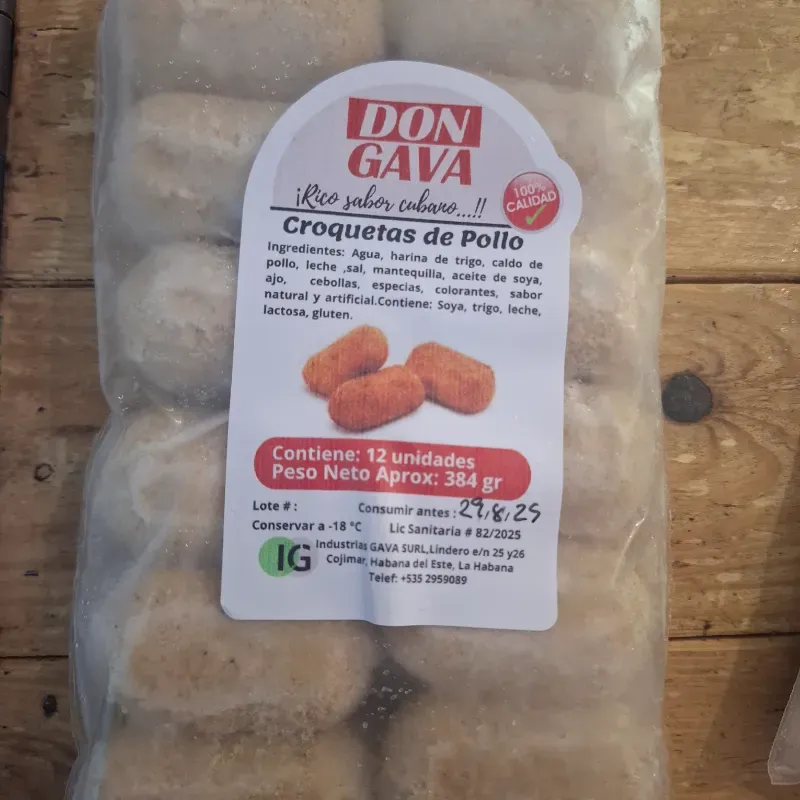 DON
GAVA
¡Rico sabor cubano...!!
100%
CALIDAD
Croquetas de Pollo
Ingredientes: Agua, harina de trigo, caldo de
pollo, leche ,sal, mantequilla, aceite de soya,
ajo, cebollas, especias, colorantes, sabor
natural y artificial.Contiene: Soya, trigo, leche,
lactosa, gluten.
Contiene: 12 unidades
Peso Neto Aprox: 384 gr
Lote # : Consumir antes : 29,8,25
Conservar a -18 °C Lic Sanitaria # 82/2025
IG
Industrias GAVA SURL,Lindero e/n 25 y26
Cojimar, Habana del Este, La Habana
Telef: +535 2959089